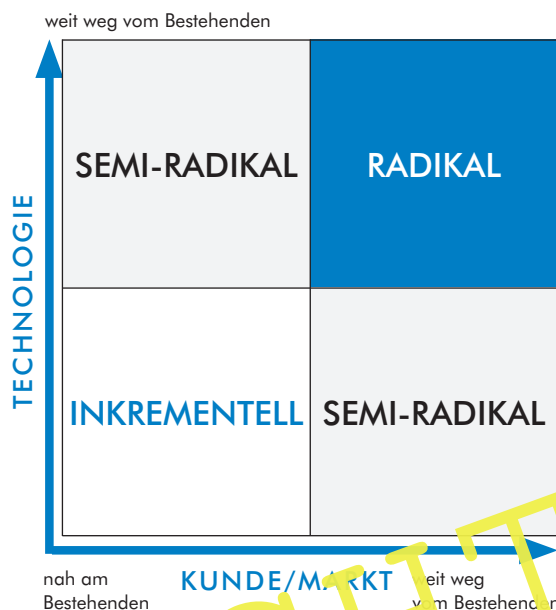 weit weg vom Bestehenden
SEMI-RADIKAL
RADIKAL
TECHNOLOGIE
INKREMENTELL
SEMI-RADIKAL
nah am
Bestehenden
KUNDE/MARKT
weit weg
vom Bestehenden